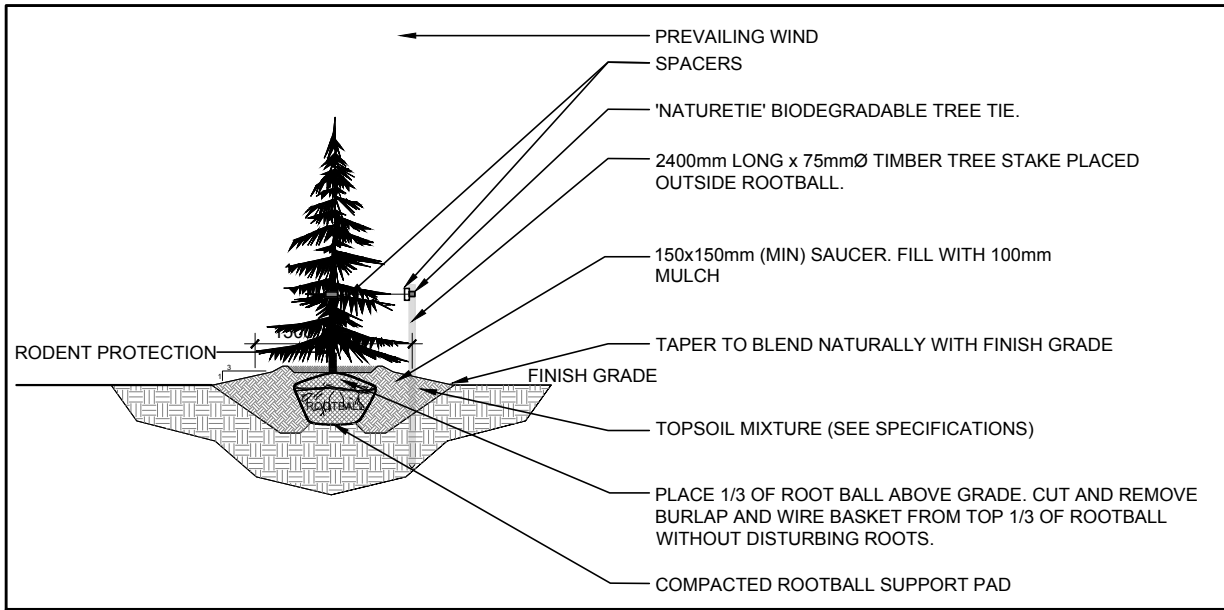 PREVAILING WIND
SPACERS
'NATURETIE' BIODEGRADABLE TREE TIE.
2400mm LONG x 75mmØ TIMBER TREE STAKE PLACED
OUTSIDE ROOTBALL.
150x150mm (MIN) SAUCER. FILL WITH 100mm
MULCH
RODENT PROTECTION
TAPER TO BLEND NATURALLY WITH FINISH GRADE
3
1
FINISH GRADE
ROOTBALL
TOPSOIL MIXTURE (SEE SPECIFICATIONS)
PLACE 1/3 OF ROOT BALL ABOVE GRADE. CUT AND REMOVE
BURLAP AND WIRE BASKET FROM TOP 1/3 OF ROOTBALL
WITHOUT DISTURBING ROOTS.
COMPACTED ROOTBALL SUPPORT PAD